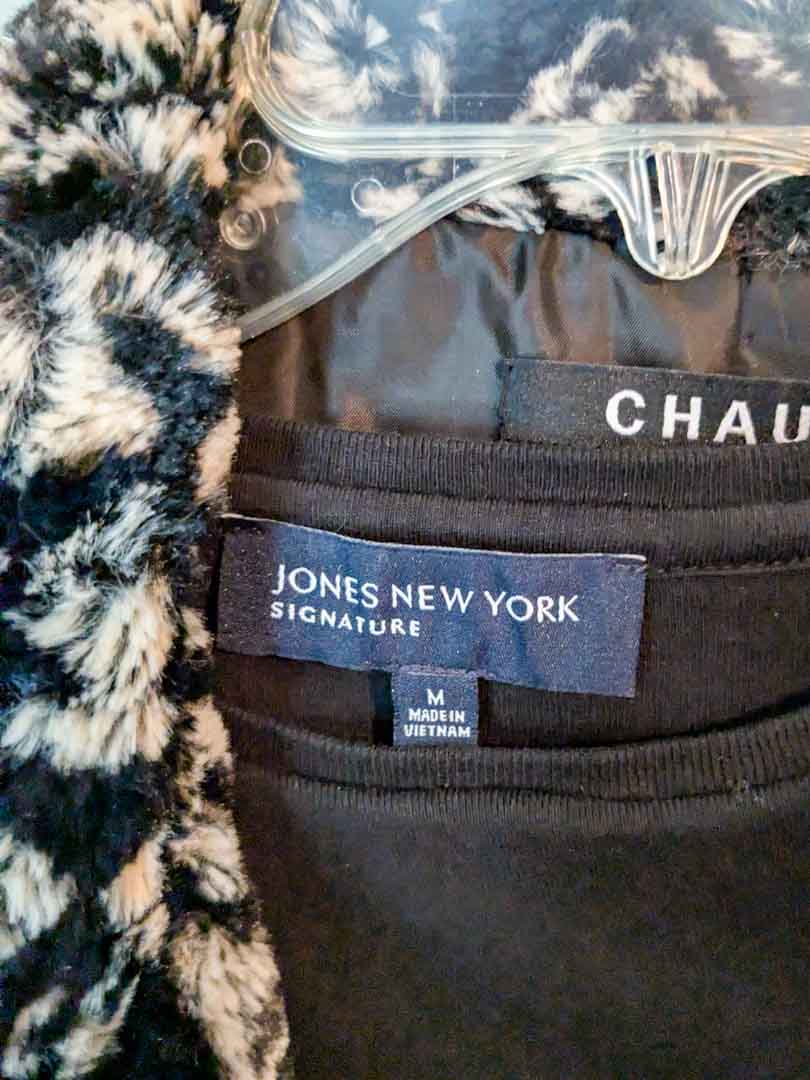 CHAU
JONES NEW YORK
SIGNATURE
M
MADE IN
VIETNAM